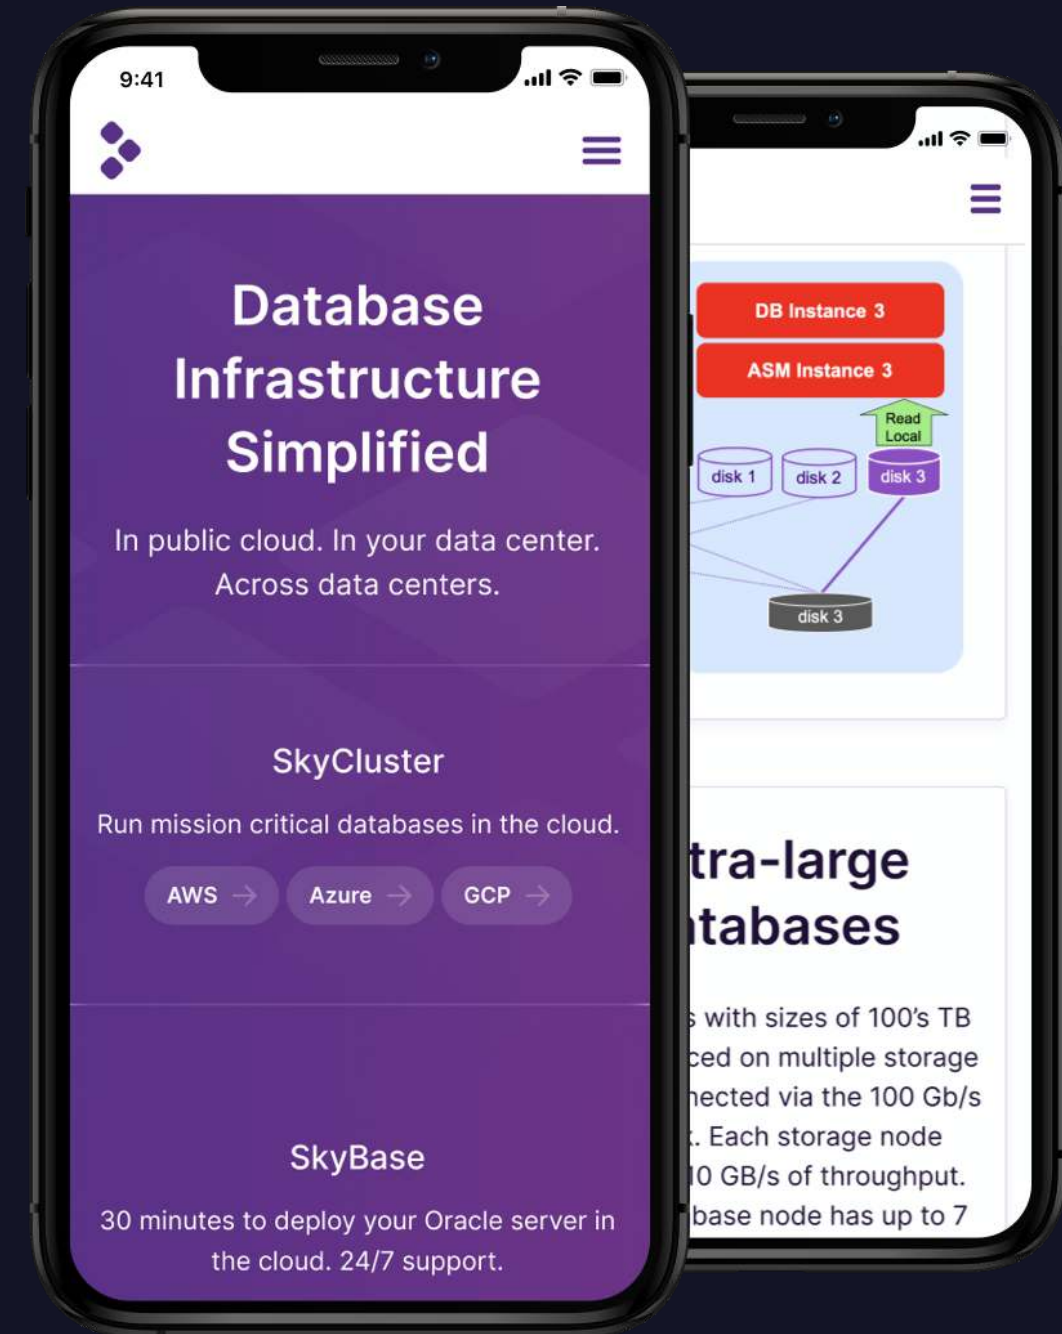 9:41
Database
Infrastructure
Simplified
In public cloud. In your data center.
Across data centers.
SkyCluster
Run mission critical databases in the cloud.
AWS → Azure → GCP →
SkyBase
30 minutes to deploy your Oracle server in
the cloud. 24/7 support.
DB Instance 3
ASM Instance 3
Read
Local
disk 1 disk 2 disk 3
disk 3
tra-large
tabases
with sizes of 100's TB
ced on multiple storage
nected via the 100 Gb/s
. Each storage node
10 GB/s of throughput.
base node has up to 7